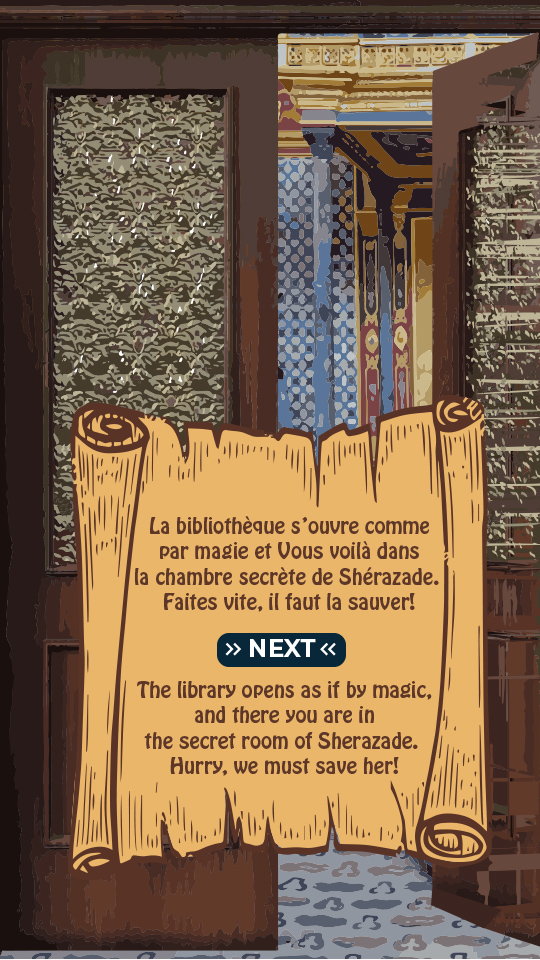 La bibliothèque s'ouvre comme
par magie et Vous voilà dans
la chambre secrète de Shérazade.
Faites vite, il faut la sauver!
>> NEXT <<
The library opens as if by magic,
and there you are in
the secret room of Sherazade.
Hurry, we must save her!